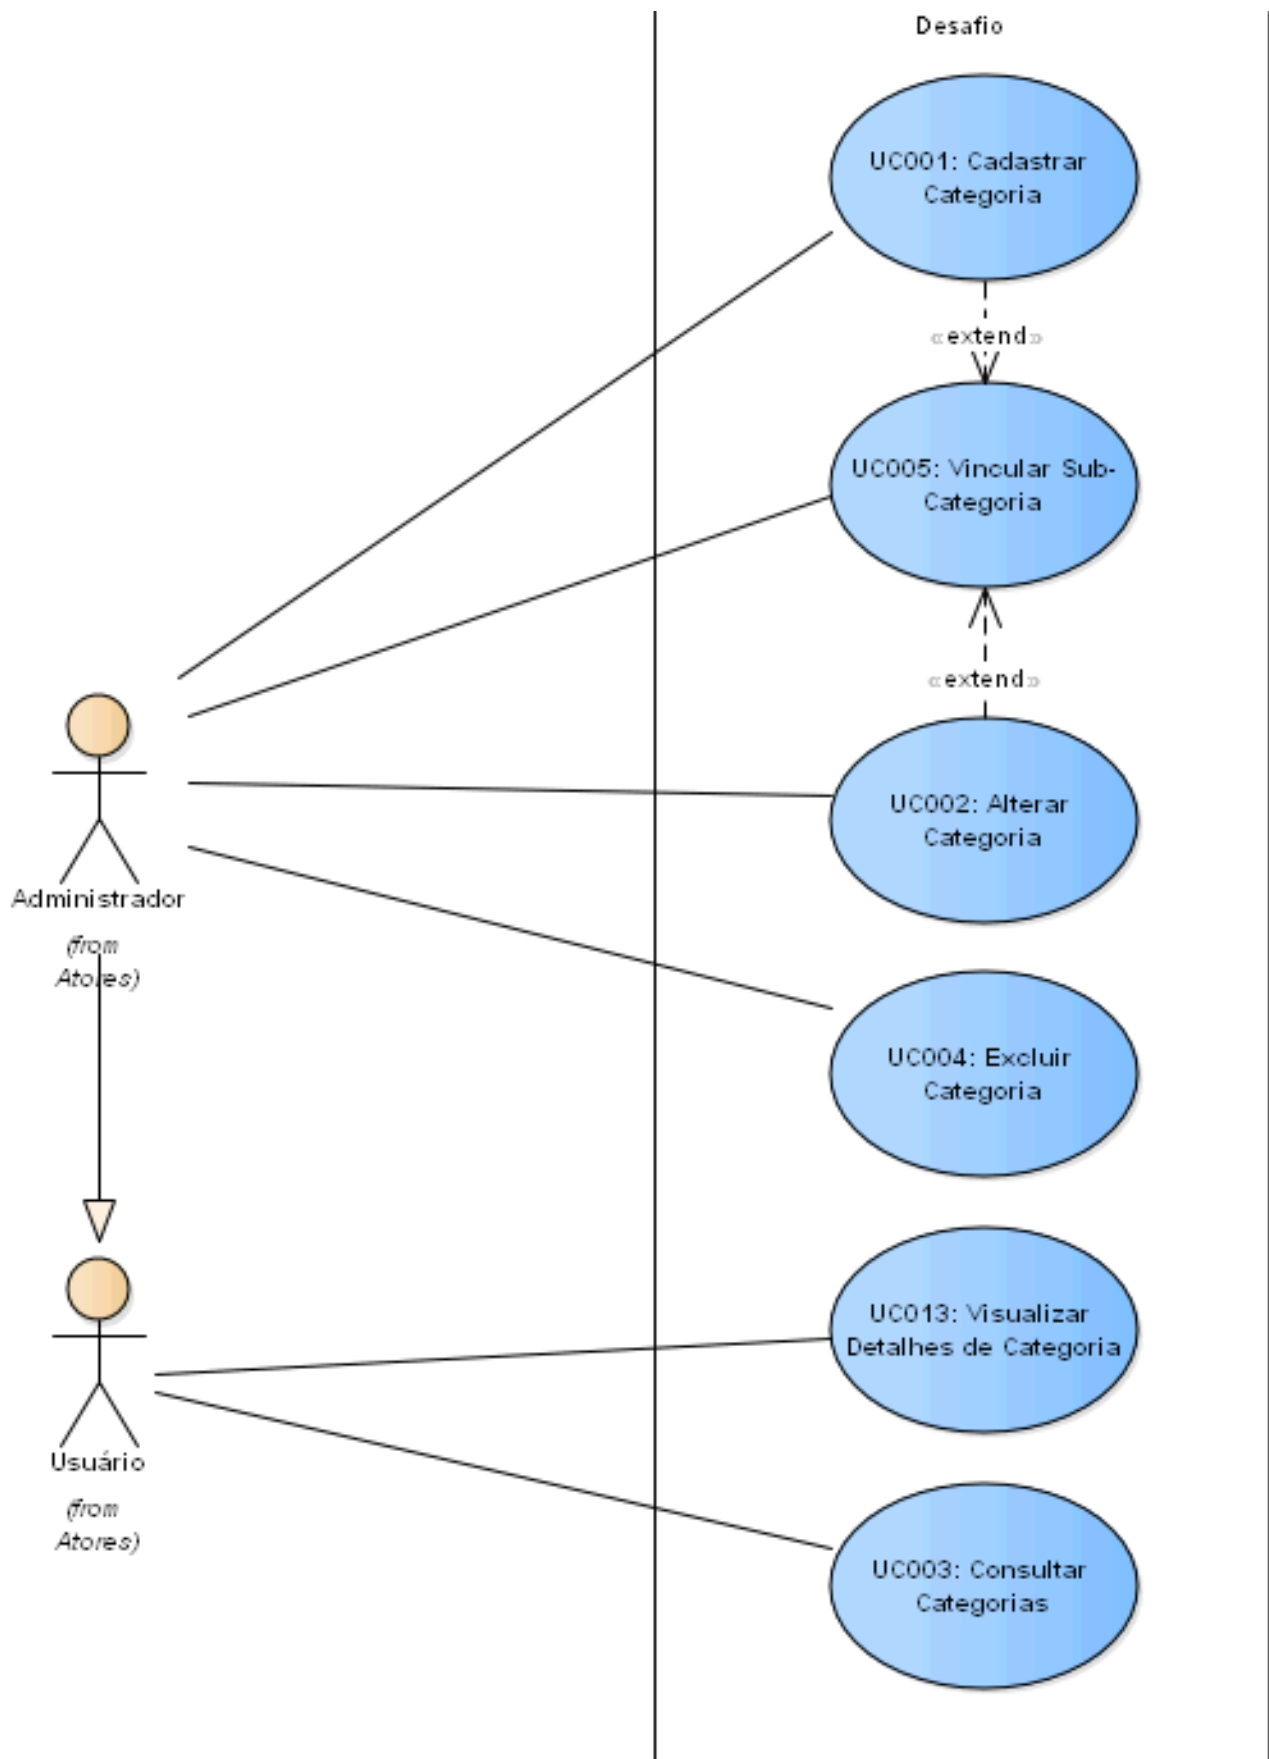 Desafio
UC001: Cadastrar
Categoria
«extend»
UC005: Vincular Sub-
Categoria
«extend»
UC002: Alterar
Categoria
Administrador
(from
Atores)
UC004: Excluir
Categoria
UC013: Visualizar
Detalhes de Categoria
Usuário
(from
Atores)
UC003: Consultar
Categorias